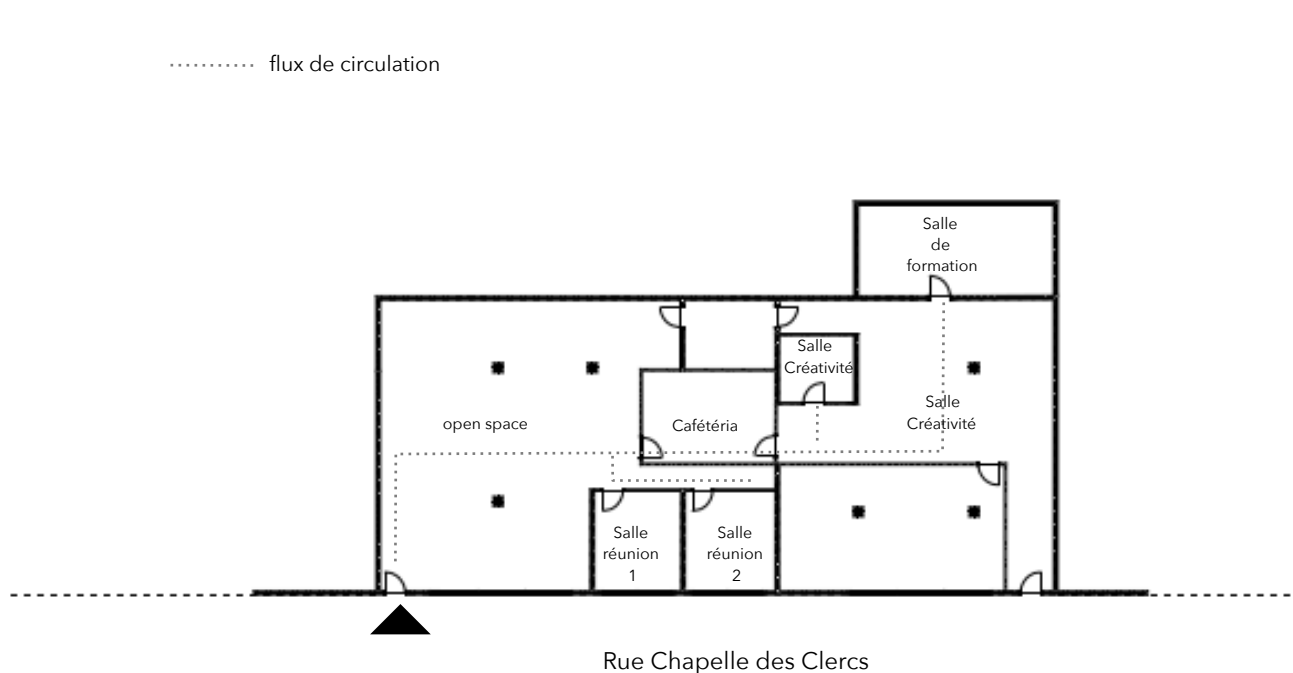 flux de circulation
Salle
de
formation
Salle
Créativité
Salle
Créativité
open space
Cafétéria
Salle
réunion
1
Salle
réunion
2
Rue Chapelle des Clercs